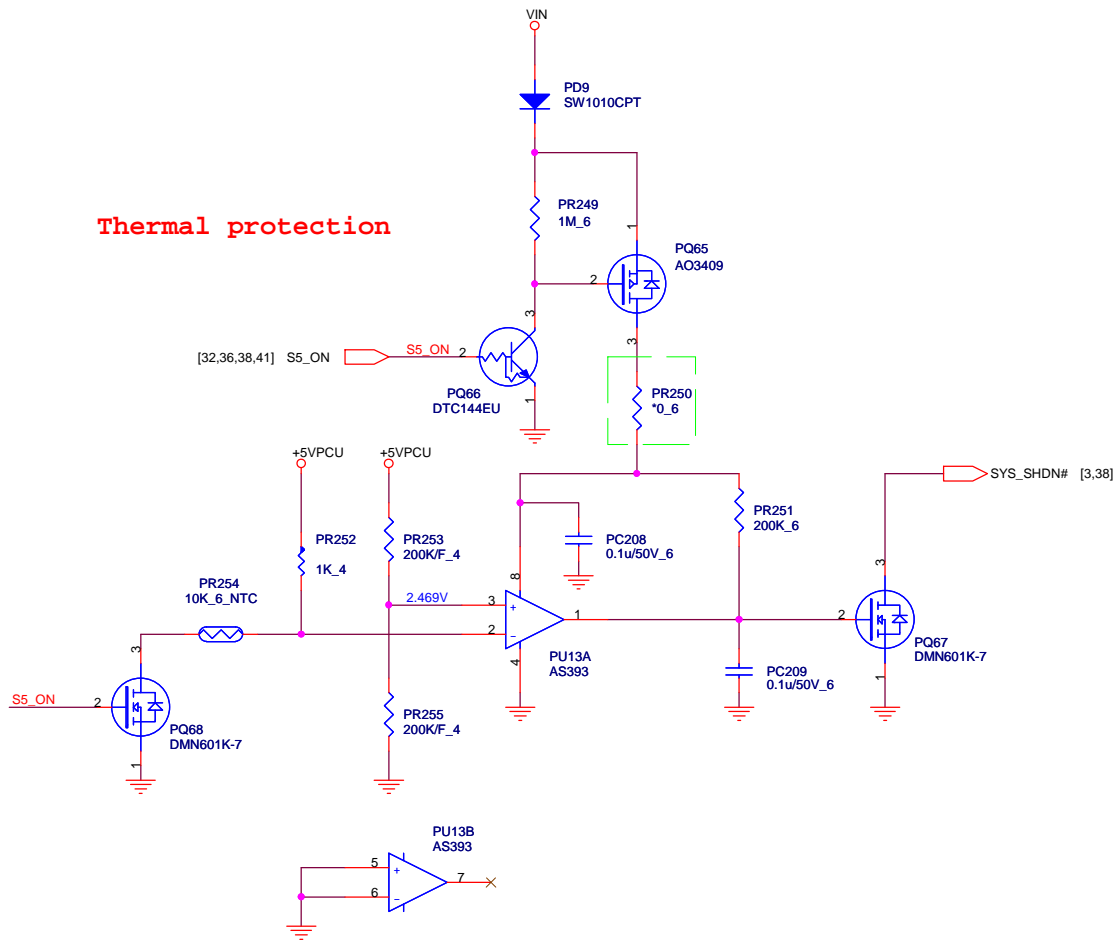 VIN
PD9
SW1010CPT
Thermal protection
PR249
1M_6
1
PQ65
AO3409
2
3
3
[32,36,38,41] S5_ON
S5_ON
2
PQ66
DTC144EU
1
PR250
*0_6
+5VPCU
+5VPCU
SYS_SHDN# [3,38]
PR251
200K_6
PR252
1K_4
PR253
200K/F_4
PC208
0.1u/50V_6
PR254
10K_6_NTC
8
3
2.469V
3
+
1
2
-
2
PU13A
AS393
4
PQ67
DMN601K-7
1
PC209
0.1u/50V_6
3
S5_ON
2
PQ68
DMN601K-7
1
PR255
200K/F_4
PU13B
AS393
5
+
7
6
-